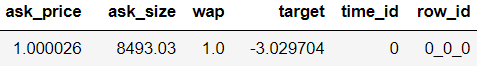 ask_price ask_size wap target time_id row_id
1.000026 8493.03 1.0 -3.029704 0 0_0_0